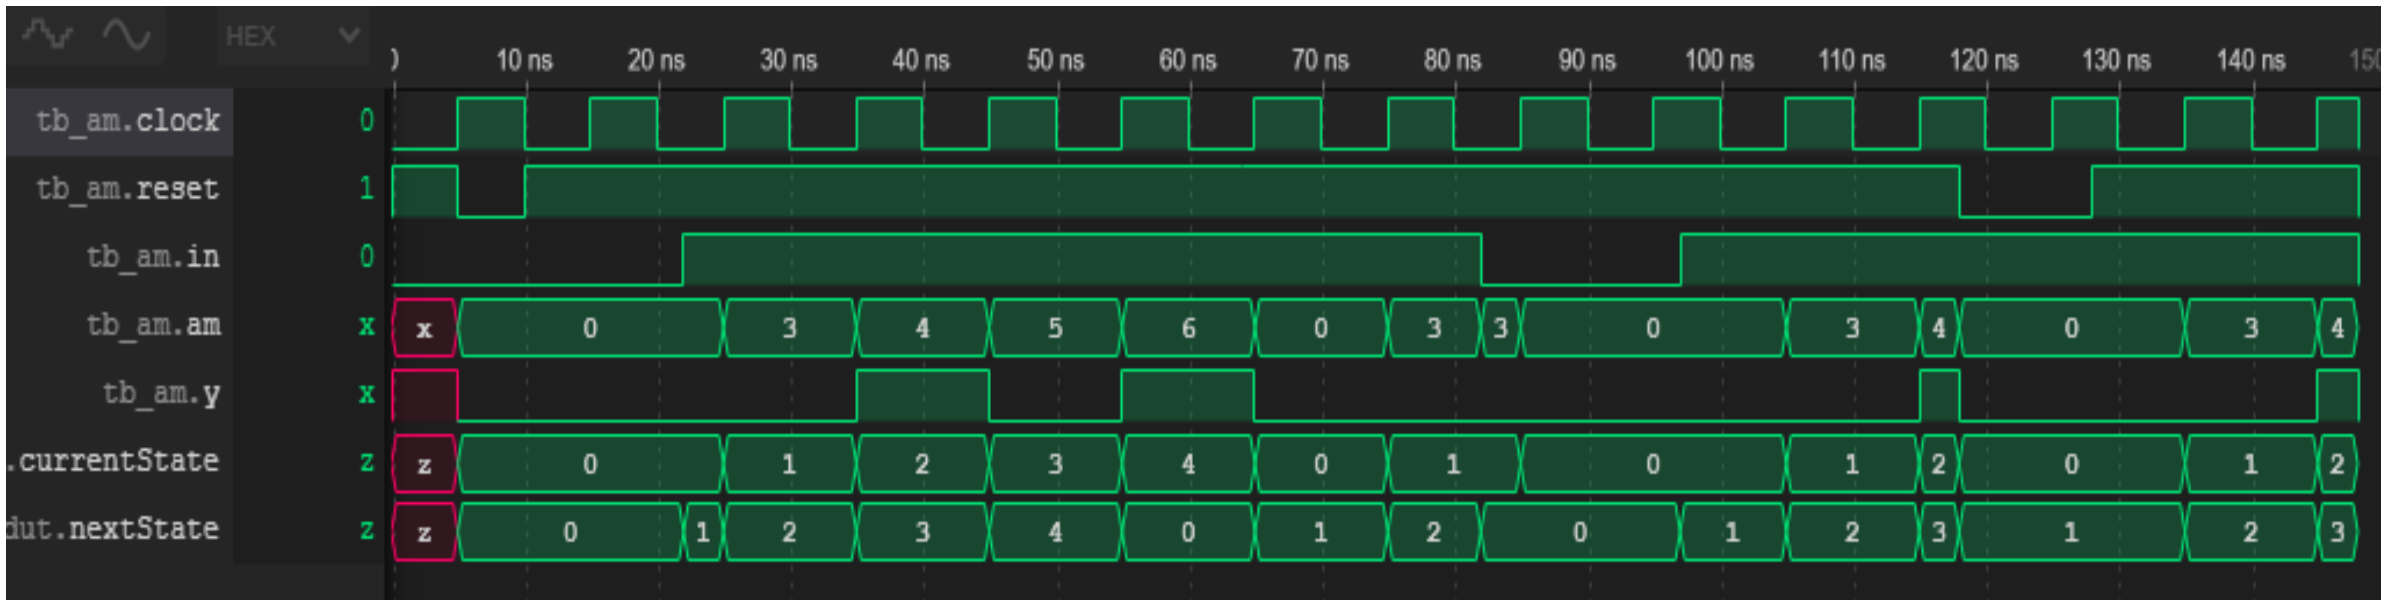 HEX
0 10 ns 20 ns 30 ns 40 ns 50 ns 60 ns 70 ns 80 ns 90 ns 100 ns 110 ns 120 ns 130 ns 140 ns 150
tb_am.clock 0
tb_am.reset 1
tb_am.in 0
tb_am.am x x 0 3 4 5 6 0 3 3 0 3 4 0 3 4
tb_am.y x
.currentState z z 0 1 2 3 4 0 1 0 1 2 0 1 2
dut.nextState z z 0 1 2 3 4 0 1 2 0 1 2 3 1 2 3